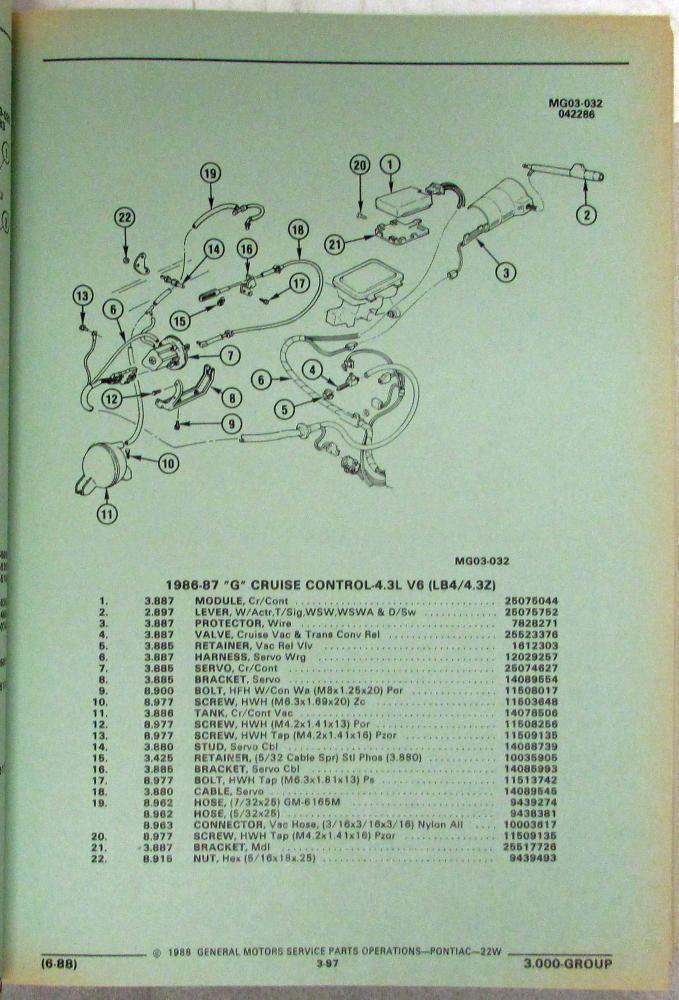 MG03-032
042286
19
20
1
2
22
18
21
14
16
3
13
17
6
15
7
4
6
12
8
5
9
10
11
MG03-032
1986-87 "G" CRUISE CONTROL-4.3L V6 (LB4/4.3Z)
1. 3.887 MODULE, Cr/Cont 25075044
2. 2.897 LEVER, W/Actr,T/Sig,WSW,WSWA & D/Sw 25075752
3. 3.887 PROTECTOR, Wire 7828271
4. 3.887 VALVE, Cruise Vac & Trans Conv Rel 25523376
5. 3.885 RETAINER, Vac Rel Vlv 1612303
6. 3.887 HARNESS, Servo Wrg 12029257
7. 3.885 SERVO, Cr/Cont 25074627
8. 3.885 BRACKET, Servo 14089554
9. 8.900 BOLT, HFH W/Con Wa (M8x1.25x20) Por 11508017
10. 8.977 SCREW, HWH (M6.3x1.69x20) Zc 11503648
11. 3.886 TANK, Cr/Cont Vac 14078506
12. 8.977 SCREW, HWH (M4.2x1.41x13) Por 11508256
13. 8.977 SCREW, HWH Tap (M4.2x1.41x16) Pzor 11509135
14. 3.880 STUD, Servo Cbl 14068739
15. 3.425 RETAINER, (5/32 Cable Spr) Stl Phos (3.880) 10035905
16. 3.885 BRACKET, Servo Cbl 14085993
17. 8.977 BOLT, HWH Tap (M6.3x1.81x13) Ps 11513742
18. 3.880 CABLE, Servo 14089545
19. 8.962 HOSE, (7/32x25) GM-6165M 9439274
8.962 HOSE, (5/32x25) 9438381
8.963 CONNECTOR, Vac Hose, (3/16x3/16x3/16) Nylon All 10003617
20. 8.977 SCREW, HWH Tap (M4.2x1.41x16) Pzor 11509135
21. 3.887 BRACKET, Mdl 25517726
22. 8.915 NUT, Hex (5/16x18x.25) 9439493
© 1988 GENERAL MOTORS SERVICE PARTS OPERATIONS—PONTIAC—22W
(6-88) 3-97 3.000-GROUP